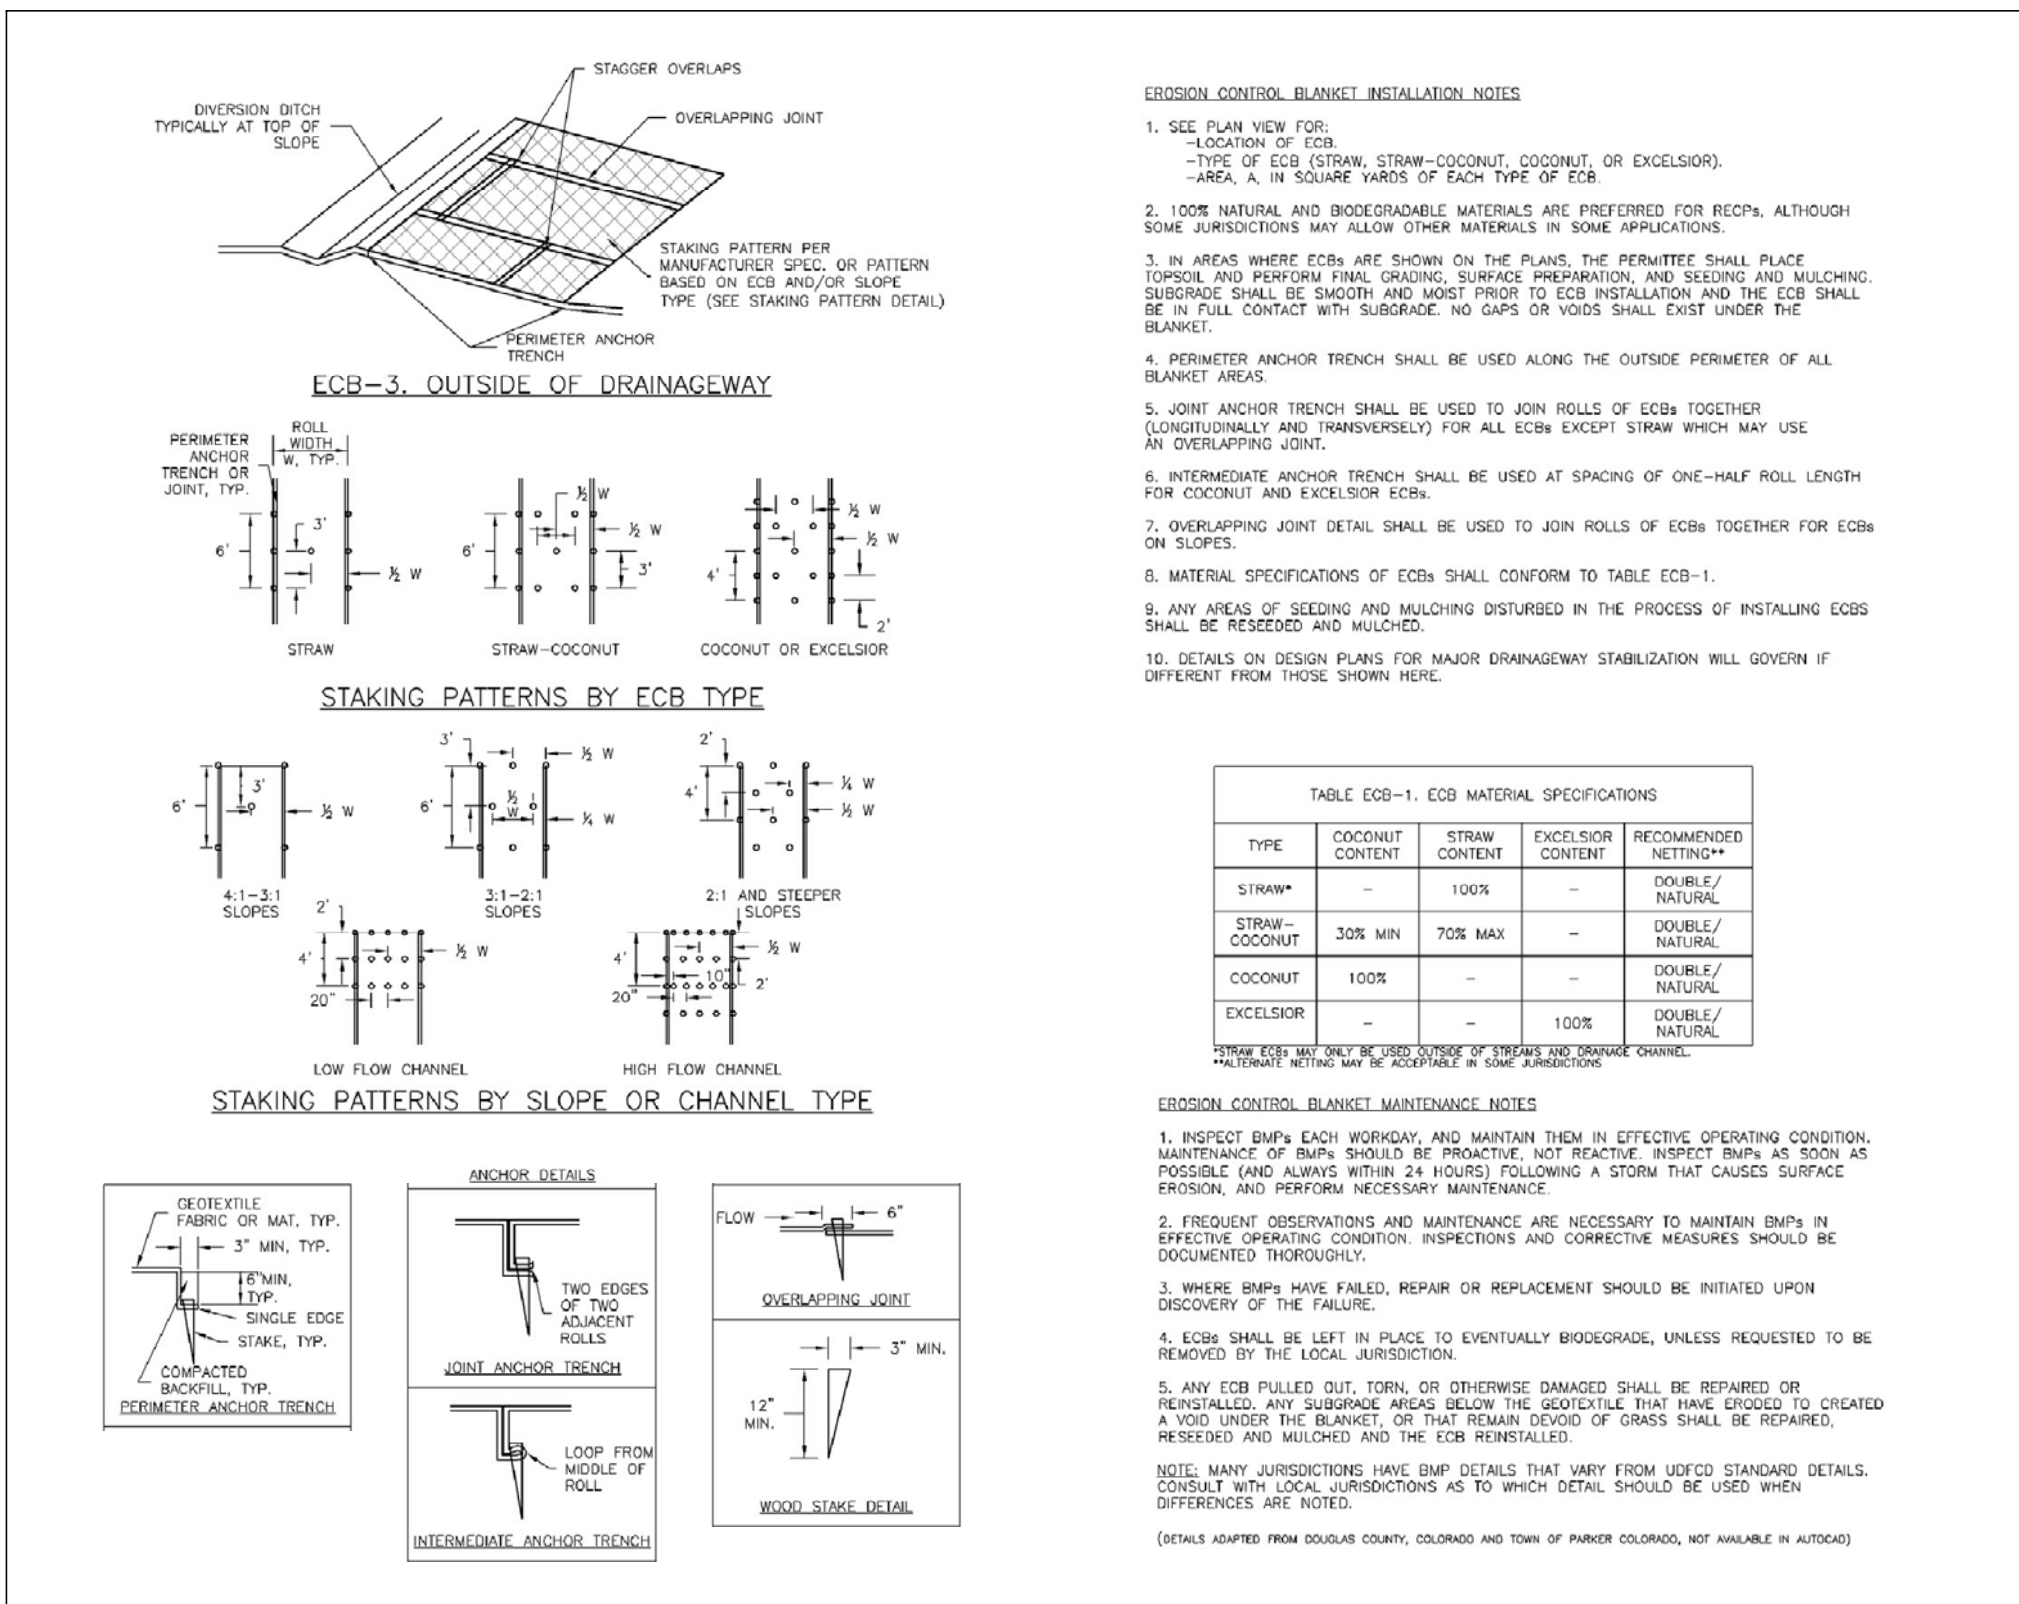 STAGGER OVERLAPS
DIVERSION DITCH
TYPICALLY AT TOP OF
SLOPE
OVERLAPPING JOINT
STAKING PATTERN PER
MANUFACTURER SPEC. OR PATTERN
BASED ON ECB AND/OR SLOPE
TYPE (SEE STAKING PATTERN DETAIL)
PERIMETER ANCHOR
TRENCH
ECB-3. OUTSIDE OF DRAINAGEWAY
PERIMETER
ANCHOR
TRENCH OR
JOINT, TYP.
ROLL
WIDTH
W, TYP.
3'
6'
½ W
STRAW
½ W
½ W
6'
3'
STRAW-COCONUT
½ W
½ W
4'
2'
COCONUT OR EXCELSIOR
STAKING PATTERNS BY ECB TYPE
6'
3'
½ W
4:1-3:1
SLOPES
3'
½ W
6'
½
W
¼ W
3:1-2:1
SLOPES
2'
4'
¼ W
½ W
2:1 AND STEEPER
SLOPES
2'
4'
½ W
20"
LOW FLOW CHANNEL
4'
½ W
10"
20"
2'
HIGH FLOW CHANNEL
STAKING PATTERNS BY SLOPE OR CHANNEL TYPE
GEOTEXTILE
FABRIC OR MAT, TYP.
3" MIN, TYP.
6"MIN,
TYP.
SINGLE EDGE
STAKE, TYP.
COMPACTED
BACKFILL, TYP.
PERIMETER ANCHOR TRENCH
ANCHOR DETAILS
TWO EDGES
OF TWO
ADJACENT
ROLLS
JOINT ANCHOR TRENCH
LOOP FROM
MIDDLE OF
ROLL
INTERMEDIATE ANCHOR TRENCH
FLOW
6"
OVERLAPPING JOINT
3" MIN.
12"
MIN.
WOOD STAKE DETAIL
EROSION CONTROL BLANKET INSTALLATION NOTES
1. SEE PLAN VIEW FOR:
-LOCATION OF ECB.
-TYPE OF ECB (STRAW, STRAW-COCONUT, COCONUT, OR EXCELSIOR).
-AREA, A, IN SQUARE YARDS OF EACH TYPE OF ECB.
2. 100% NATURAL AND BIODEGRADABLE MATERIALS ARE PREFERRED FOR RECPs, ALTHOUGH
SOME JURISDICTIONS MAY ALLOW OTHER MATERIALS IN SOME APPLICATIONS.
3. IN AREAS WHERE ECBs ARE SHOWN ON THE PLANS, THE PERMITTEE SHALL PLACE
TOPSOIL AND PERFORM FINAL GRADING, SURFACE PREPARATION, AND SEEDING AND MULCHING.
SUBGRADE SHALL BE SMOOTH AND MOIST PRIOR TO ECB INSTALLATION AND THE ECB SHALL
BE IN FULL CONTACT WITH SUBGRADE. NO GAPS OR VOIDS SHALL EXIST UNDER THE
BLANKET.
4. PERIMETER ANCHOR TRENCH SHALL BE USED ALONG THE OUTSIDE PERIMETER OF ALL
BLANKET AREAS.
5. JOINT ANCHOR TRENCH SHALL BE USED TO JOIN ROLLS OF ECBs TOGETHER
(LONGITUDINALLY AND TRANSVERSELY) FOR ALL ECBs EXCEPT STRAW WHICH MAY USE
AN OVERLAPPING JOINT.
6. INTERMEDIATE ANCHOR TRENCH SHALL BE USED AT SPACING OF ONE-HALF ROLL LENGTH
FOR COCONUT AND EXCELSIOR ECBs.
7. OVERLAPPING JOINT DETAIL SHALL BE USED TO JOIN ROLLS OF ECBs TOGETHER FOR ECBs
ON SLOPES.
8. MATERIAL SPECIFICATIONS OF ECBs SHALL CONFORM TO TABLE ECB-1.
9. ANY AREAS OF SEEDING AND MULCHING DISTURBED IN THE PROCESS OF INSTALLING ECBS
SHALL BE RESEEDED AND MULCHED.
10. DETAILS ON DESIGN PLANS FOR MAJOR DRAINAGEWAY STABILIZATION WILL GOVERN IF
DIFFERENT FROM THOSE SHOWN HERE.
TABLE ECB-1. ECB MATERIAL SPECIFICATIONS
TYPE COCONUT CONTENT STRAW CONTENT EXCELSIOR CONTENT RECOMMENDED NETTING**
STRAW* - 100% - DOUBLE/ NATURAL
STRAW- COCONUT 30% MIN 70% MAX - DOUBLE/ NATURAL
COCONUT 100% - - DOUBLE/ NATURAL
EXCELSIOR - - 100% DOUBLE/ NATURAL
*STRAW ECBs MAY ONLY BE USED OUTSIDE OF STREAMS AND DRAINAGE CHANNEL.
**ALTERNATE NETTING MAY BE ACCEPTABLE IN SOME JURISDICTIONS
EROSION CONTROL BLANKET MAINTENANCE NOTES
1. INSPECT BMPs EACH WORKDAY, AND MAINTAIN THEM IN EFFECTIVE OPERATING CONDITION.
MAINTENANCE OF BMPs SHOULD BE PROACTIVE, NOT REACTIVE. INSPECT BMPs AS SOON AS
POSSIBLE (AND ALWAYS WITHIN 24 HOURS) FOLLOWING A STORM THAT CAUSES SURFACE
EROSION, AND PERFORM NECESSARY MAINTENANCE.
2. FREQUENT OBSERVATIONS AND MAINTENANCE ARE NECESSARY TO MAINTAIN BMPs IN
EFFECTIVE OPERATING CONDITION. INSPECTIONS AND CORRECTIVE MEASURES SHOULD BE
DOCUMENTED THOROUGHLY.
3. WHERE BMPs HAVE FAILED, REPAIR OR REPLACEMENT SHOULD BE INITIATED UPON
DISCOVERY OF THE FAILURE.
4. ECBs SHALL BE LEFT IN PLACE TO EVENTUALLY BIODEGRADE, UNLESS REQUESTED TO BE
REMOVED BY THE LOCAL JURISDICTION.
5. ANY ECB PULLED OUT, TORN, OR OTHERWISE DAMAGED SHALL BE REPAIRED OR
REINSTALLED. ANY SUBGRADE AREAS BELOW THE GEOTEXTILE THAT HAVE ERODED TO CREATED
A VOID UNDER THE BLANKET, OR THAT REMAIN DEVOID OF GRASS SHALL BE REPAIRED,
RESEEDED AND MULCHED AND THE ECB REINSTALLED.
NOTE: MANY JURISDICTIONS HAVE BMP DETAILS THAT VARY FROM UDFCD STANDARD DETAILS.
CONSULT WITH LOCAL JURISDICTIONS AS TO WHICH DETAIL SHOULD BE USED WHEN
DIFFERENCES ARE NOTED.
(DETAILS ADAPTED FROM DOUGLAS COUNTY, COLORADO AND TOWN OF PARKER COLORADO, NOT AVAILABLE IN AUTOCAD)